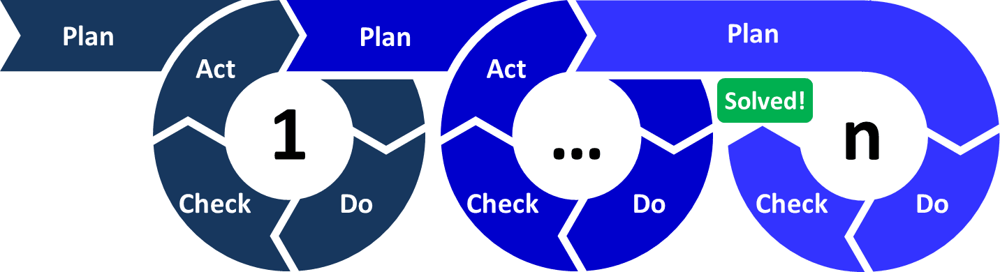 Plan
Act
1
Check
Do
Plan
Act
...
Check
Do
Plan
Solved!
n
Check
Do